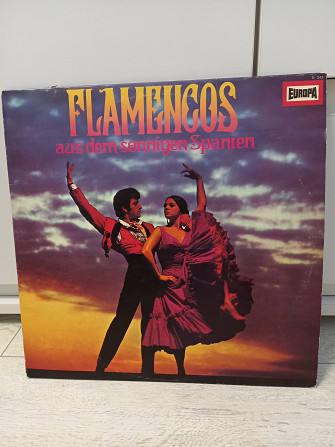 EUROPA
FLAMENCOS
aus dem sonnigen Spanien